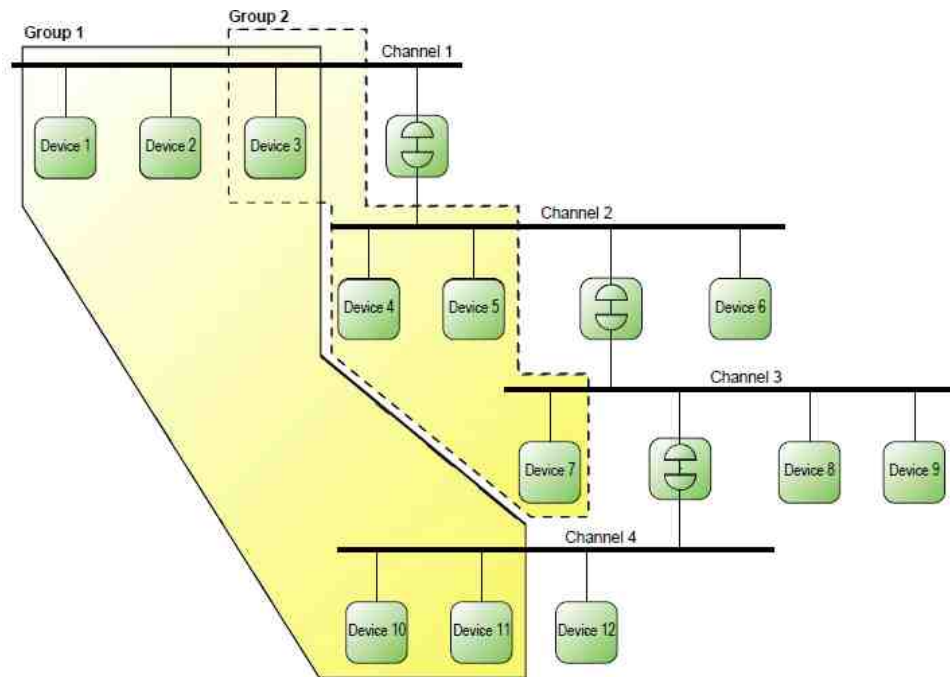 Group 2
Group 1
Channel 1
Device 1
Device 2
Device 3
Channel 2
Device 4
Device 5
Device 6
Channel 3
Device 7
Device 8
Device 9
Channel 4
Device 10
Device 11
Device 12